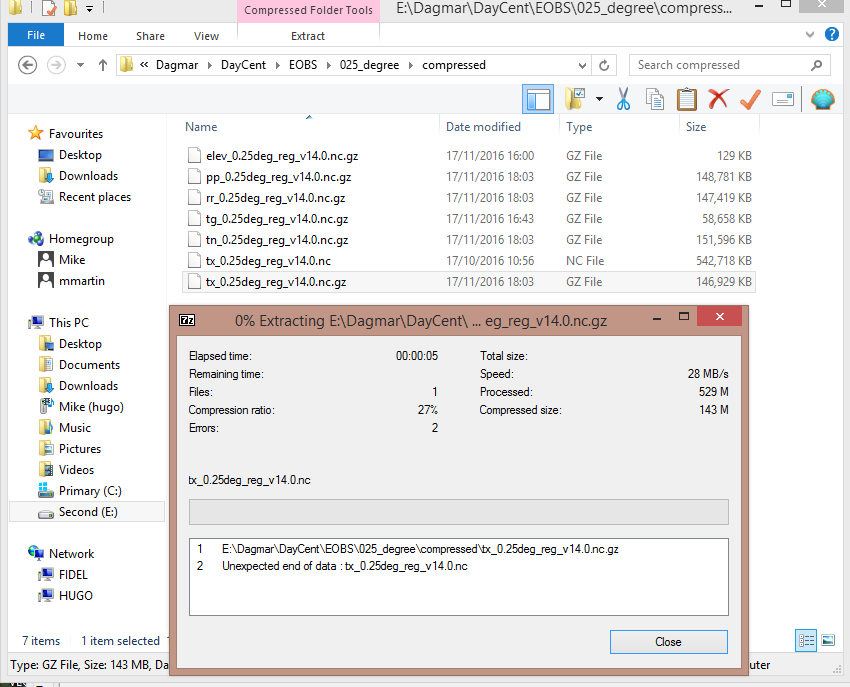 Compressed Folder Tools E:\Dagmar\DayCent\EOBS\025_degree\compress...
File Home Share View Extract
« Dagmar DayCent EOBS 025_degree compressed Search compressed
Name Date modified Type Size
Favourites
Desktop
Downloads
Recent places
Homegroup
Mike
mmartin
This PC
Desktop
Documents
Downloads
Mike (hugo)
Music
Pictures
Videos
Primary (C:)
Second (E:)
Network
FIDEL
HUGO
elev_0.25deg_reg_v14.0.nc.gz 17/11/2016 16:00 GZ File 129 KB
pp_0.25deg_reg_v14.0.nc.gz 17/11/2016 18:03 GZ File 148,781 KB
rr_0.25deg_reg_v14.0.nc.gz 17/11/2016 18:03 GZ File 147,419 KB
tg_0.25deg_reg_v14.0.nc.gz 17/11/2016 16:43 GZ File 58,658 KB
tn_0.25deg_reg_v14.0.nc.gz 17/11/2016 18:03 GZ File 151,596 KB
tx_0.25deg_reg_v14.0.nc 17/10/2016 10:56 NC File 542,718 KB
tx_0.25deg_reg_v14.0.nc.gz 17/11/2016 18:03 GZ File 146,929 KB
7z 0% Extracting E:\Dagmar\DayCent\ ... eg_reg_v14.0.nc.gz
Elapsed time: 00:00:05 Total size:
Remaining time: Speed: 28 MB/s
Files: 1 Processed: 529 M
Compression ratio: 27% Compressed size: 143 M
Errors: 2
tx_0.25deg_reg_v14.0.nc
1 E:\Dagmar\DayCent\EOBS\025_degree\compressed\tx_0.25deg_reg_v14.0.nc.gz
2 Unexpected end of data : tx_0.25deg_reg_v14.0.nc
Close
7 items 1 item selected 1
Type: GZ File, Size: 143 MB, Da uter